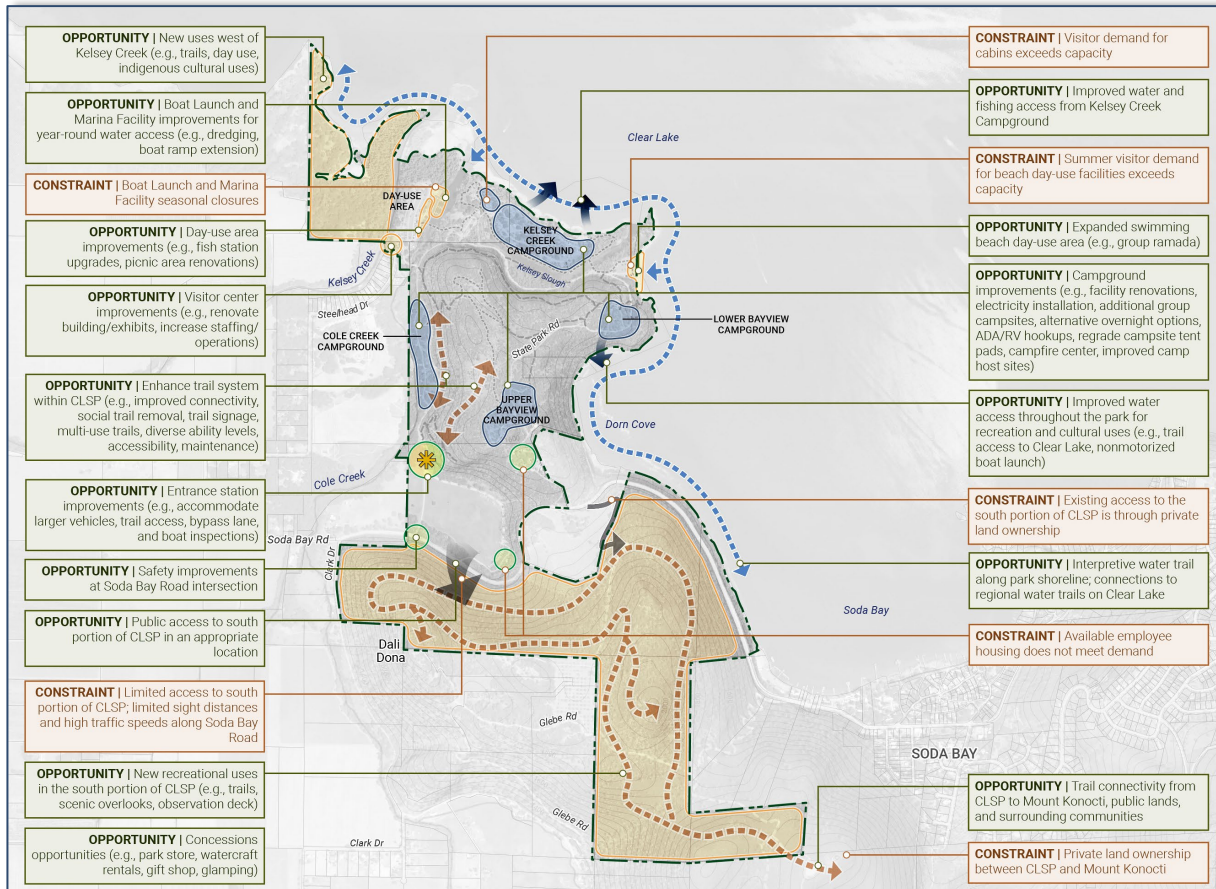 OPPORTUNITY | New uses west of
Kelsey Creek (e.g., trails, day use,
indigenous cultural uses)
OPPORTUNITY | Boat Launch and
Marina Facility improvements for
year-round water access (e.g., dredging,
boat ramp extension)
CONSTRAINT | Boat Launch and Marina
Facility seasonal closures
OPPORTUNITY | Day-use area
improvements (e.g., fish station
upgrades, picnic area renovations)
OPPORTUNITY | Visitor center
improvements (e.g., renovate
building/exhibits, increase staffing/
operations)
OPPORTUNITY | Enhance trail system
within CLSP (e.g., improved connectivity,
social trail removal, trail signage,
multi-use trails, diverse ability levels,
accessibility, maintenance)
OPPORTUNITY | Entrance station
improvements (e.g., accommodate
larger vehicles, trail access, bypass lane,
and boat inspections)
OPPORTUNITY | Safety improvements
at Soda Bay Road intersection
OPPORTUNITY | Public access to south
portion of CLSP in an appropriate
location
CONSTRAINT | Limited access to south
portion of CLSP; limited sight distances
and high traffic speeds along Soda Bay
Road
OPPORTUNITY | New recreational uses
in the south portion of CLSP (e.g., trails,
scenic overlooks, observation deck)
OPPORTUNITY | Concessions
opportunities (e.g., park store, watercraft
rentals, gift shop, glamping)
Clear Lake
DAY-USE
AREA
KELSEY
CREEK
CAMPGROUND
Kelsey Slough
Kelsey Creek
Steelhead Dr
COLE CREEK
CAMPGROUND
State Park Rd
LOWER BAYVIEW
CAMPGROUND
UPPER
BAYVIEW
CAMPGROUND
Dorn Cove
Cole Creek
Soda Bay Rd
Clark Dr
Soda Bay
Dali
Dona
Glebe Rd
SODA BAY
Glebe Rd
Clark Dr
CONSTRAINT | Visitor demand for
cabins exceeds capacity
OPPORTUNITY | Improved water and
fishing access from Kelsey Creek
Campground
CONSTRAINT | Summer visitor demand
for beach day-use facilities exceeds
capacity
OPPORTUNITY | Expanded swimming
beach day-use area (e.g., group ramada)
OPPORTUNITY | Campground
improvements (e.g., facility renovations,
electricity installation, additional group
campsites, alternative overnight options,
ADA/RV hookups, regrade campsite tent
pads, campfire center, improved camp
host sites)
OPPORTUNITY | Improved water
access throughout the park for
recreation and cultural uses (e.g., trail
access to Clear Lake, nonmotorized
boat launch)
CONSTRAINT | Existing access to the
south portion of CLSP is through private
land ownership
OPPORTUNITY | Interpretive water trail
along park shoreline; connections to
regional water trails on Clear Lake
CONSTRAINT | Available employee
housing does not meet demand
OPPORTUNITY | Trail connectivity from
CLSP to Mount Konocti, public lands,
and surrounding communities
CONSTRAINT | Private land ownership
between CLSP and Mount Konocti